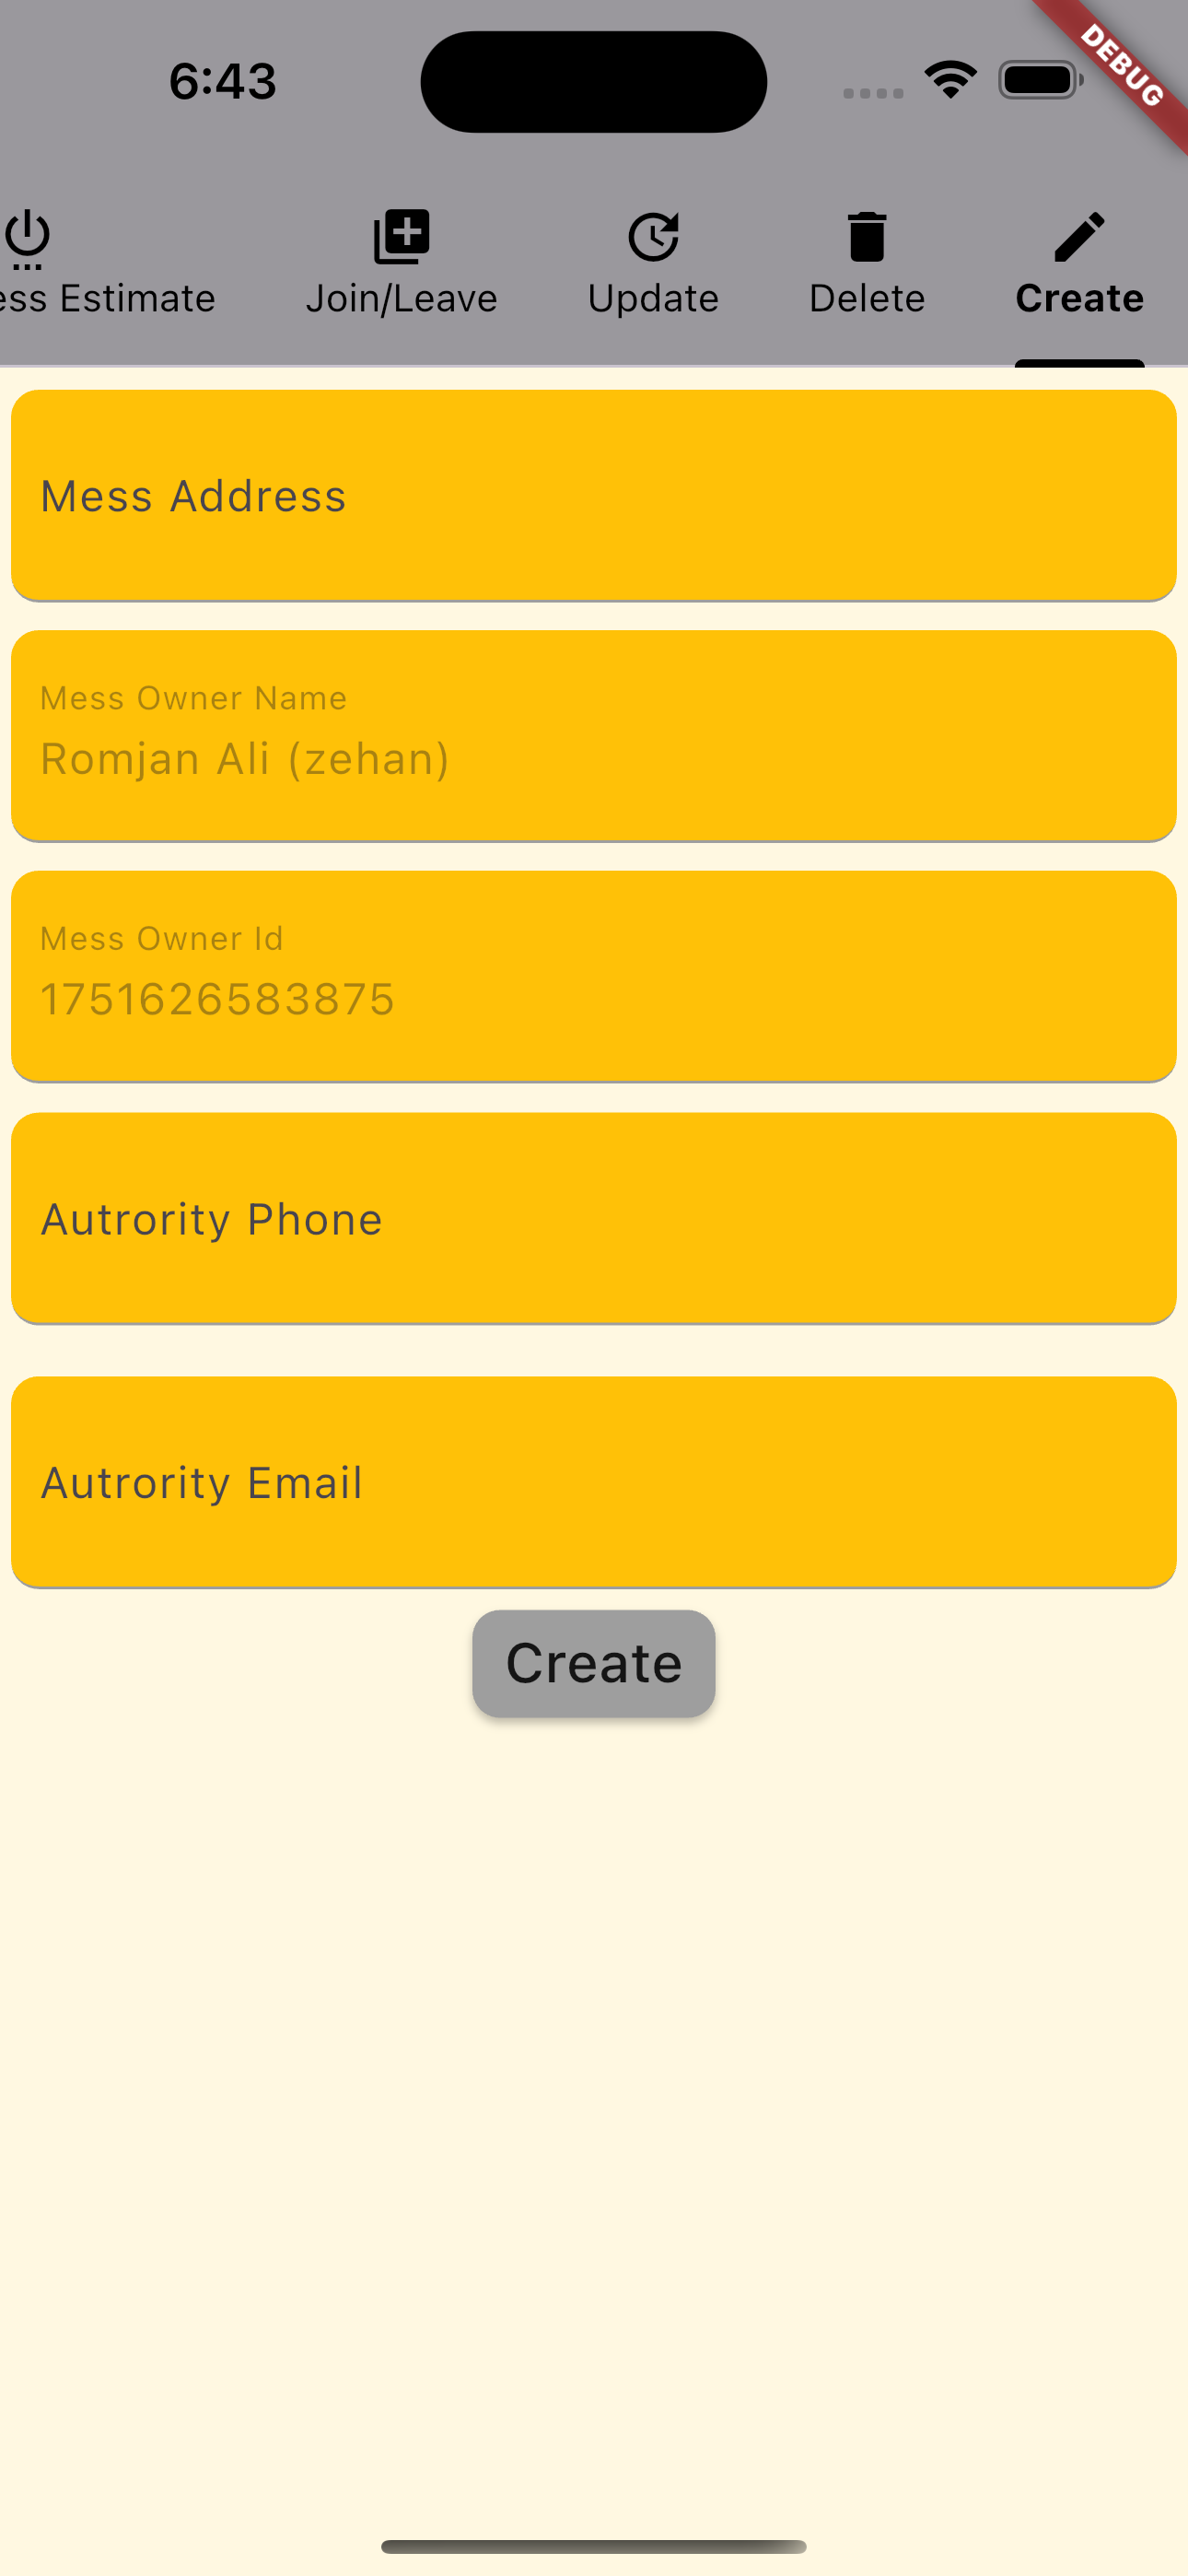 6:43
DEBUG
ess Estimate
Join/Leave
Update
Delete
Create
Mess Address
Mess Owner Name
Romjan Ali (zehan)
Mess Owner Id
1751626583875
Autrority Phone
Autrority Email
Create